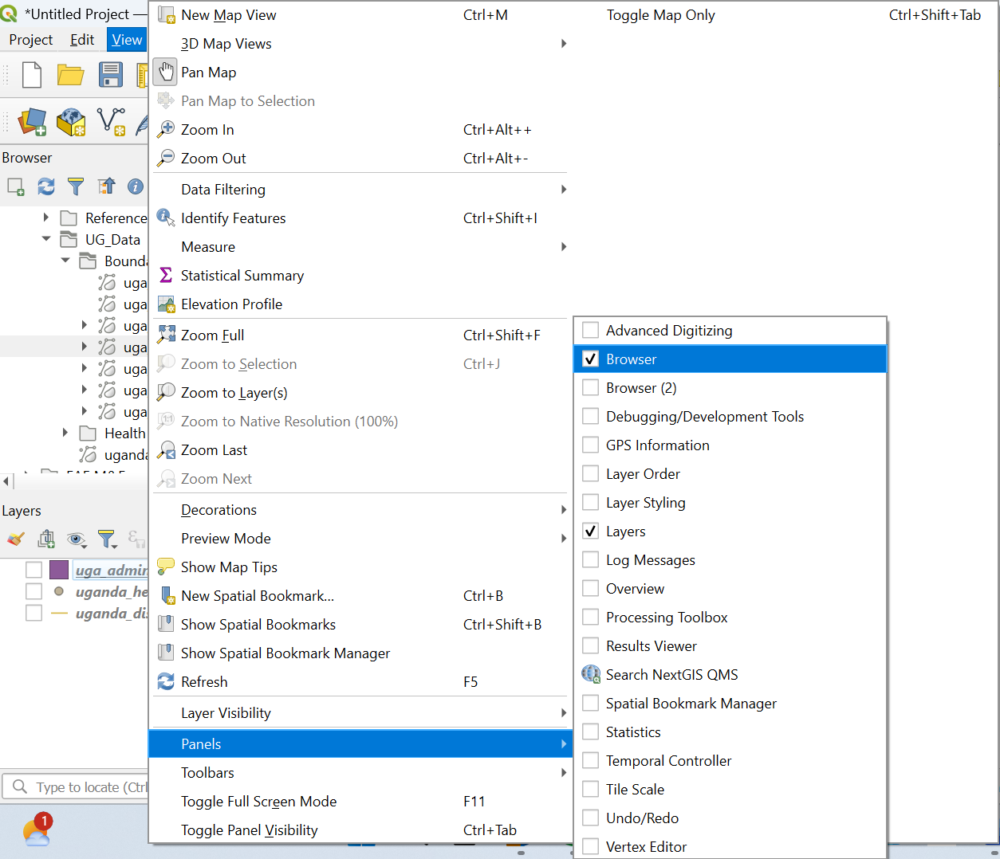 *Untitled Project —
Project Edit View
Browser
Reference
UG_Data
Bounda
uga
uga
uga
uga
uga
uga
uga
Health
uganda
Layers
uga_admin
uganda_he
uganda_dis
Type to locate (Ctrl
1
New Map View Ctrl+M
3D Map Views
Pan Map
Pan Map to Selection
Zoom In Ctrl+Alt++
Zoom Out Ctrl+Alt+-
Data Filtering
Identify Features Ctrl+Shift+I
Measure
Statistical Summary
Elevation Profile
Zoom Full Ctrl+Shift+F
Zoom to Selection Ctrl+J
Zoom to Layer(s)
Zoom to Native Resolution (100%)
Zoom Last
Zoom Next
Decorations
Preview Mode
Show Map Tips
New Spatial Bookmark... Ctrl+B
Show Spatial Bookmarks Ctrl+Shift+B
Show Spatial Bookmark Manager
Refresh F5
Layer Visibility
Panels
Toolbars
Toggle Full Screen Mode F11
Toggle Panel Visibility Ctrl+Tab
Toggle Map Only Ctrl+Shift+Tab
Advanced Digitizing
Browser
Browser (2)
Debugging/Development Tools
GPS Information
Layer Order
Layer Styling
Layers
Log Messages
Overview
Processing Toolbox
Results Viewer
Search NextGIS QMS
Spatial Bookmark Manager
Statistics
Temporal Controller
Tile Scale
Undo/Redo
Vertex Editor